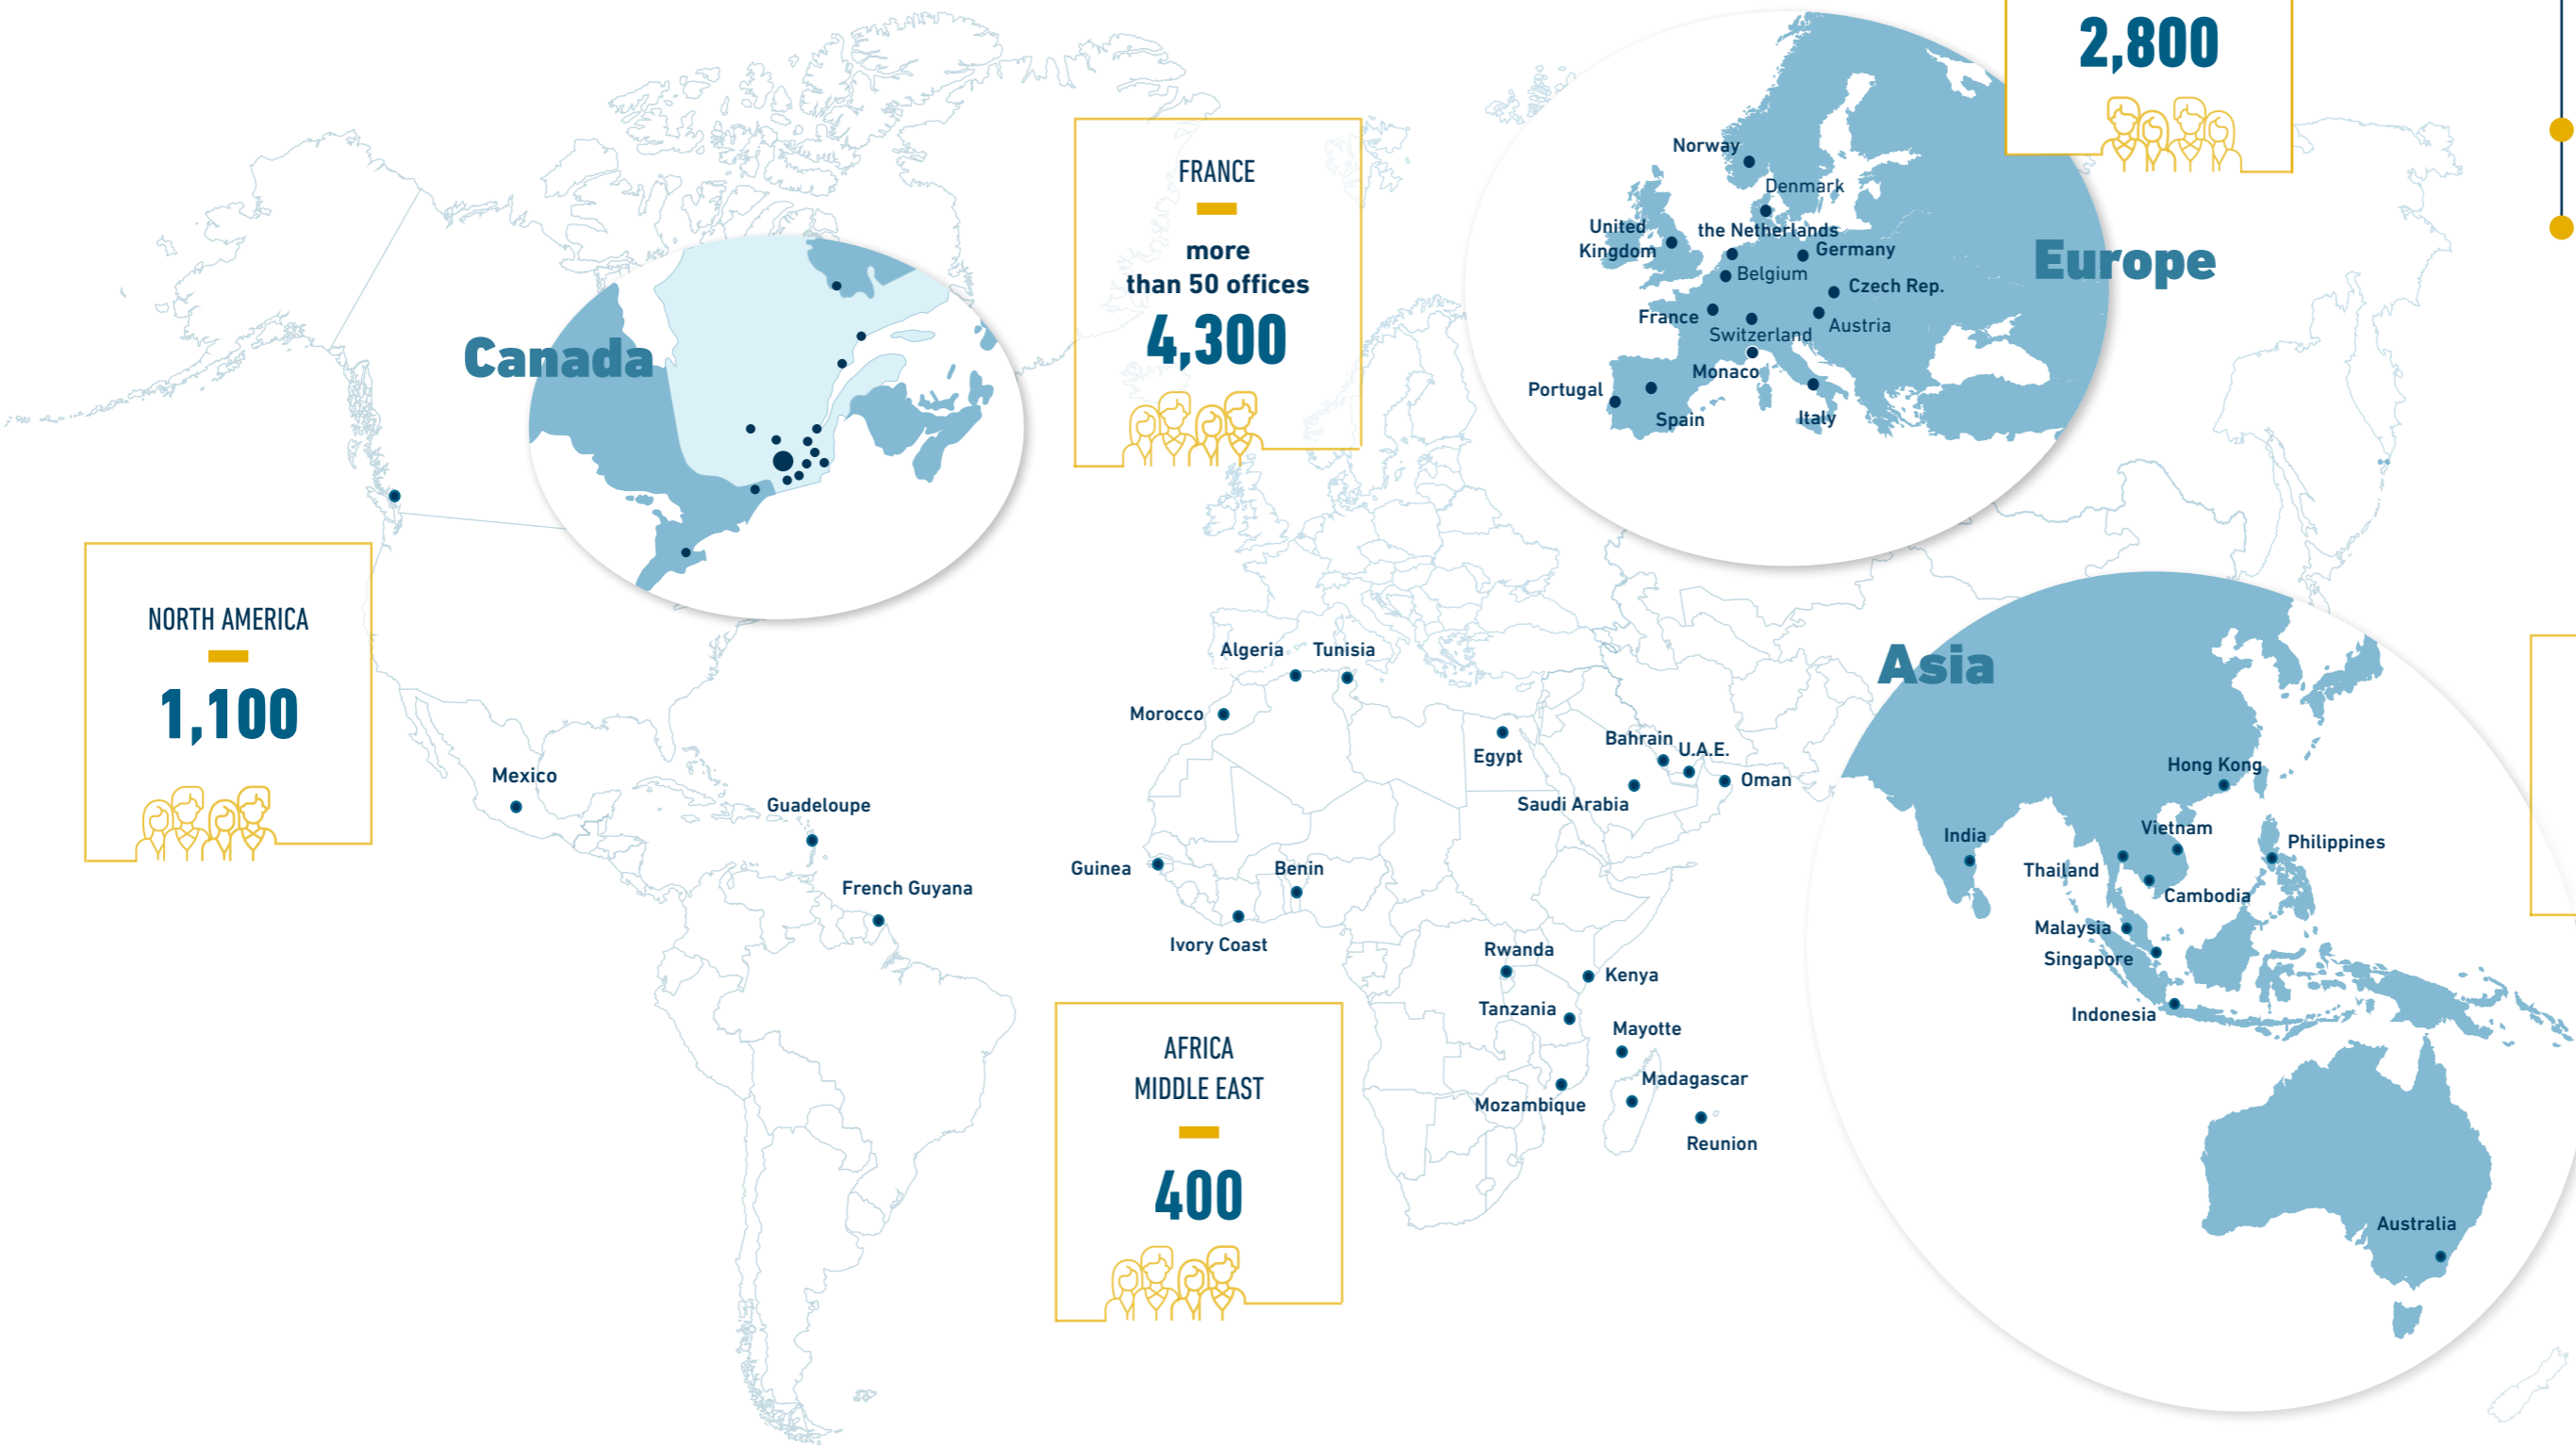 2,800
FRANCE
more
than 50 offices
4,300
Norway
Denmark
United
Kingdom
the Netherlands
Germany
Belgium
Czech Rep.
France
Switzerland
Austria
Monaco
Portugal
Spain
Italy
Europe
Canada
NORTH AMERICA
1,100
Mexico
Guadeloupe
French Guyana
Algeria
Tunisia
Morocco
Egypt
Bahrain
U.A.E.
Oman
Saudi Arabia
Guinea
Benin
Ivory Coast
Rwanda
Kenya
Tanzania
Mayotte
Madagascar
Mozambique
Reunion
AFRICA
MIDDLE EAST
400
Asia
Hong Kong
India
Vietnam
Philippines
Thailand
Cambodia
Malaysia
Singapore
Indonesia
Australia